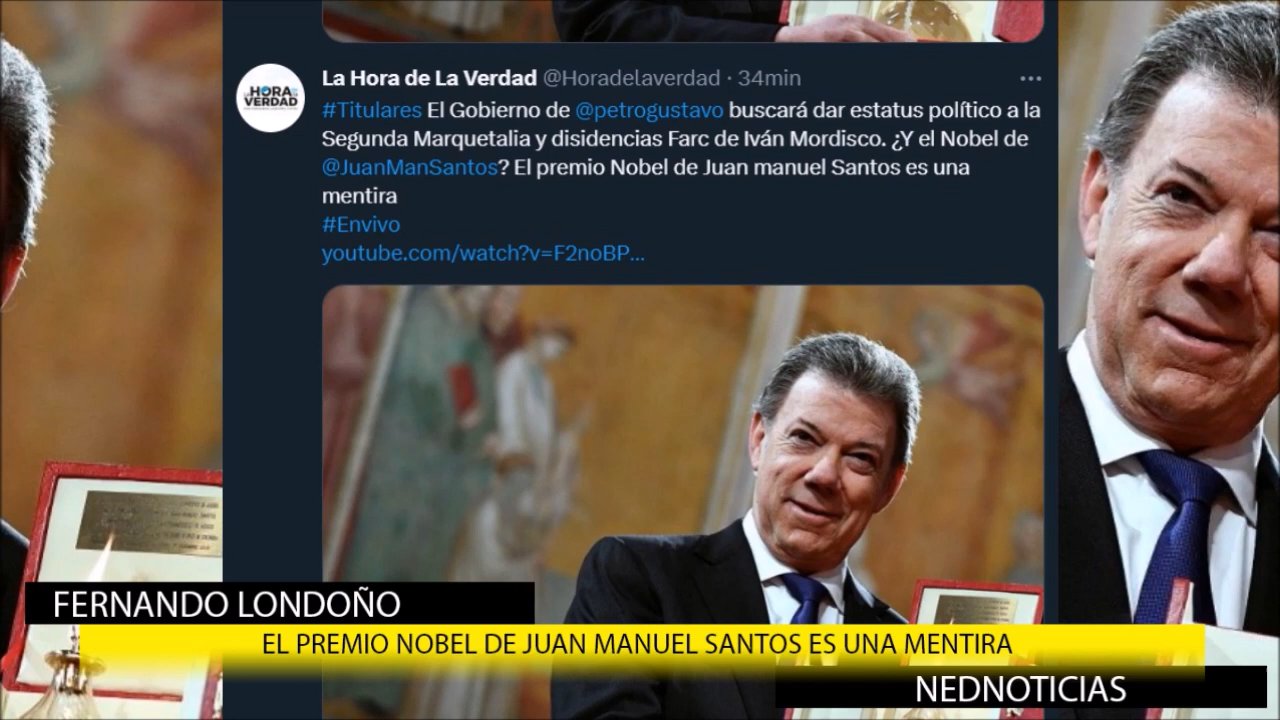 La Hora de La Verdad @Horadelaverdad · 34min
HORA
VERDAD
#Titulares El Gobierno de @petrogustavo buscará dar estatus político a la
Segunda Marquetalia y disidencias Farc de Iván Mordisco. ¿Y el Nobel de
@JuanManSantos? El premio Nobel de Juan manuel Santos es una
mentira
#Envivo
youtube.com/watch?v=F2noBP...
FERNANDO LONDOÑO
EL PREMIO NOBEL DE JUAN MANUEL SANTOS ES UNA MENTIRA
NEDNOTICIAS